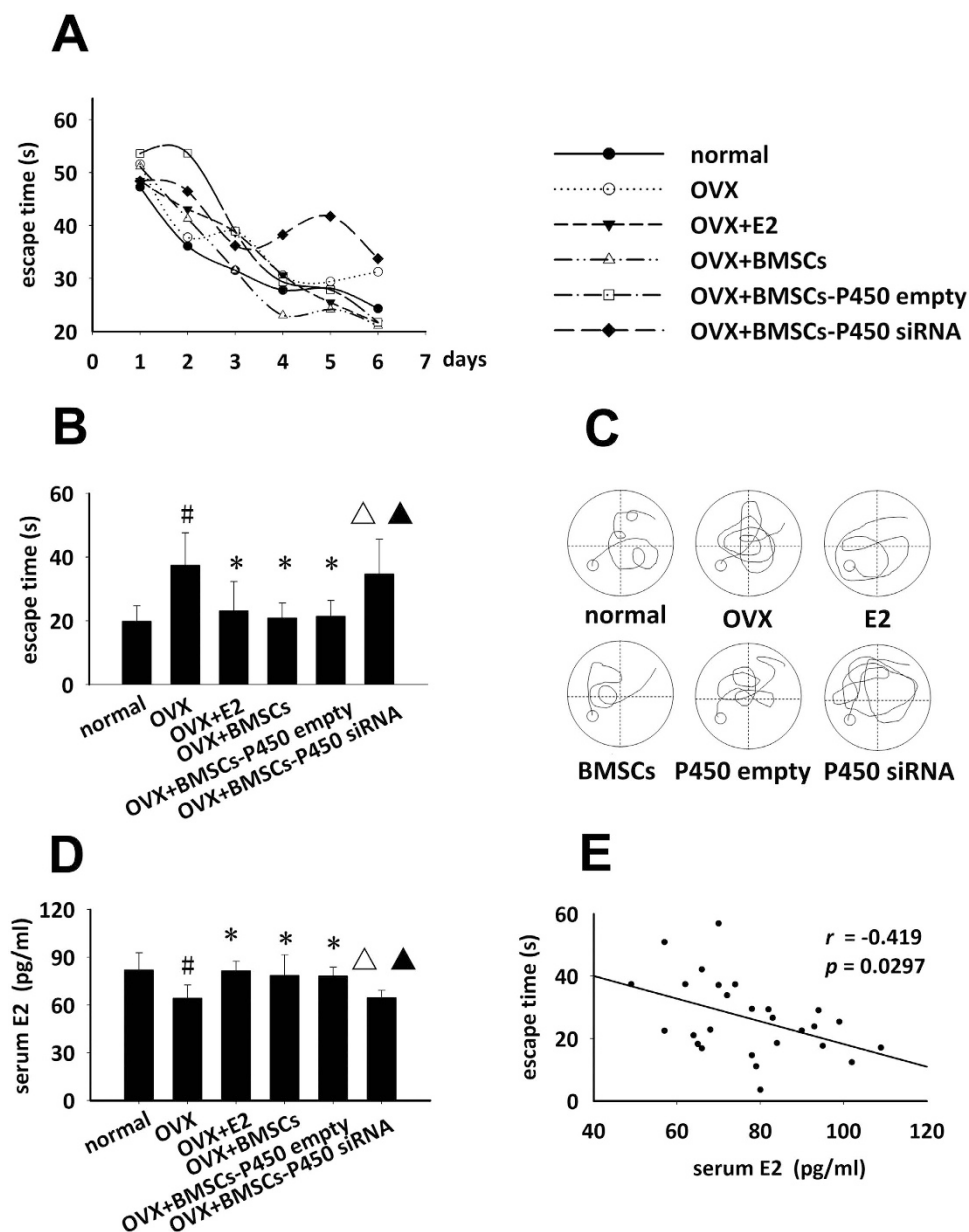 A
escape time (s)
60
50
40
30
20
0 1 2 3 4 5 6 7 days
normal
OVX
OVX+E2
OVX+BMSCs
OVX+BMSCs-P450 empty
OVX+BMSCs-P450 siRNA
B
escape time (s)
60
40
20
0
#
*
*
*
△ ▲
normal
OVX
OVX+E2
OVX+BMSCs
OVX+BMSCs-P450 empty
OVX+BMSCs-P450 siRNA
C
normal OVX E2
BMSCs P450 empty P450 siRNA
D
serum E2 (pg/ml)
120
90
60
30
0
#
*
*
*
△ ▲
normal
OVX
OVX+E2
OVX+BMSCs
OVX+BMSCs-P450 empty
OVX+BMSCs-P450 siRNA
E
escape time (s)
60
40
20
0
r = -0.419
p = 0.0297
40 60 80 100 120
serum E2 (pg/ml)